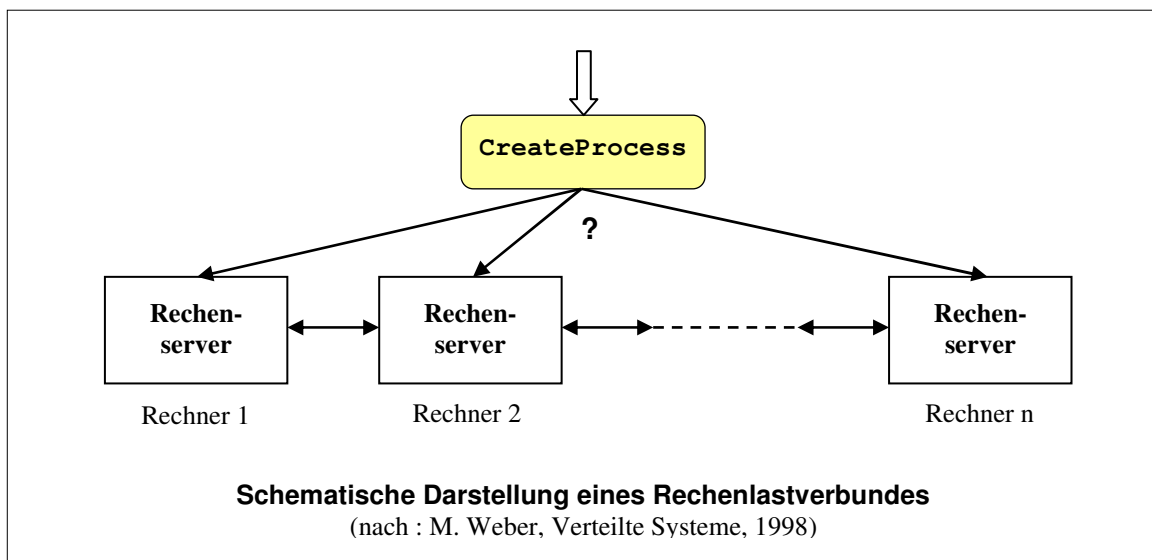 CreateProcess
?
Rechen-
server
Rechen-
server
Rechen-
server
Rechner 1
Rechner 2
Rechner n
Schematische Darstellung eines Rechenlastverbundes
(nach : M. Weber, Verteilte Systeme, 1998)